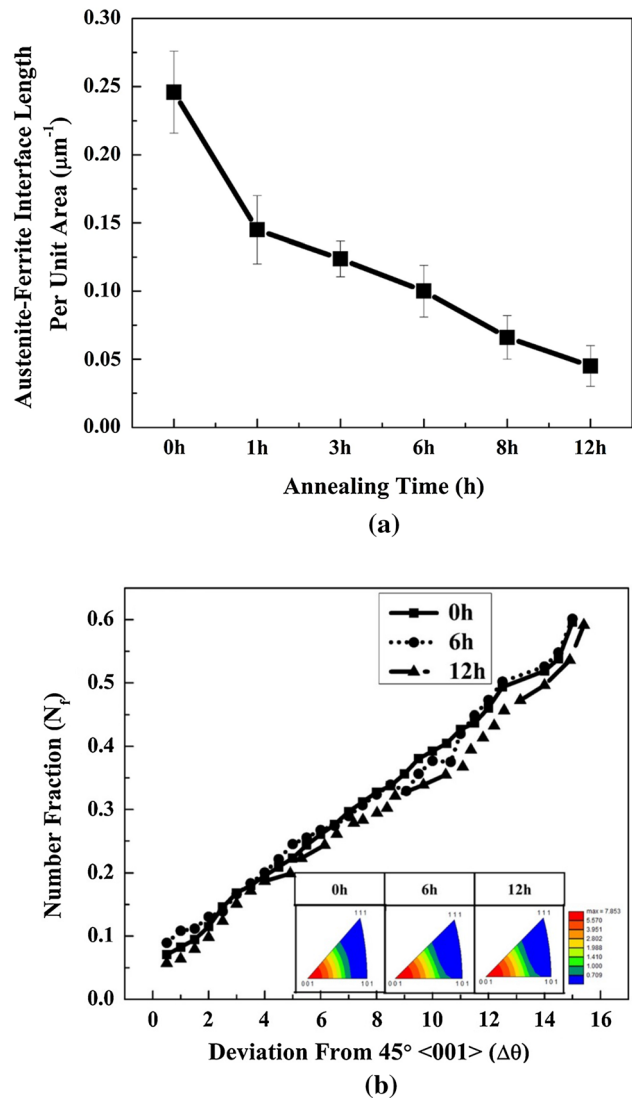 0.30
0.25
0.20
0.15
0.10
0.05
0.00
Austenite-Ferrite Interface Length
Per Unit Area (μm⁻¹)
0h 1h 3h 6h 8h 12h
Annealing Time (h)
(a)
0.6
0.5
0.4
0.3
0.2
0.1
0.0
Number Fraction (Nf)
0h
6h
12h
0h 6h 12h
111 111 111
001 101 001 101 001 101
max = 7.853
5.570
3.951
2.802
1.988
1.410
1.000
0.709
0 2 4 6 8 10 12 14 16
Deviation From 45° <001> (Δθ)
(b)